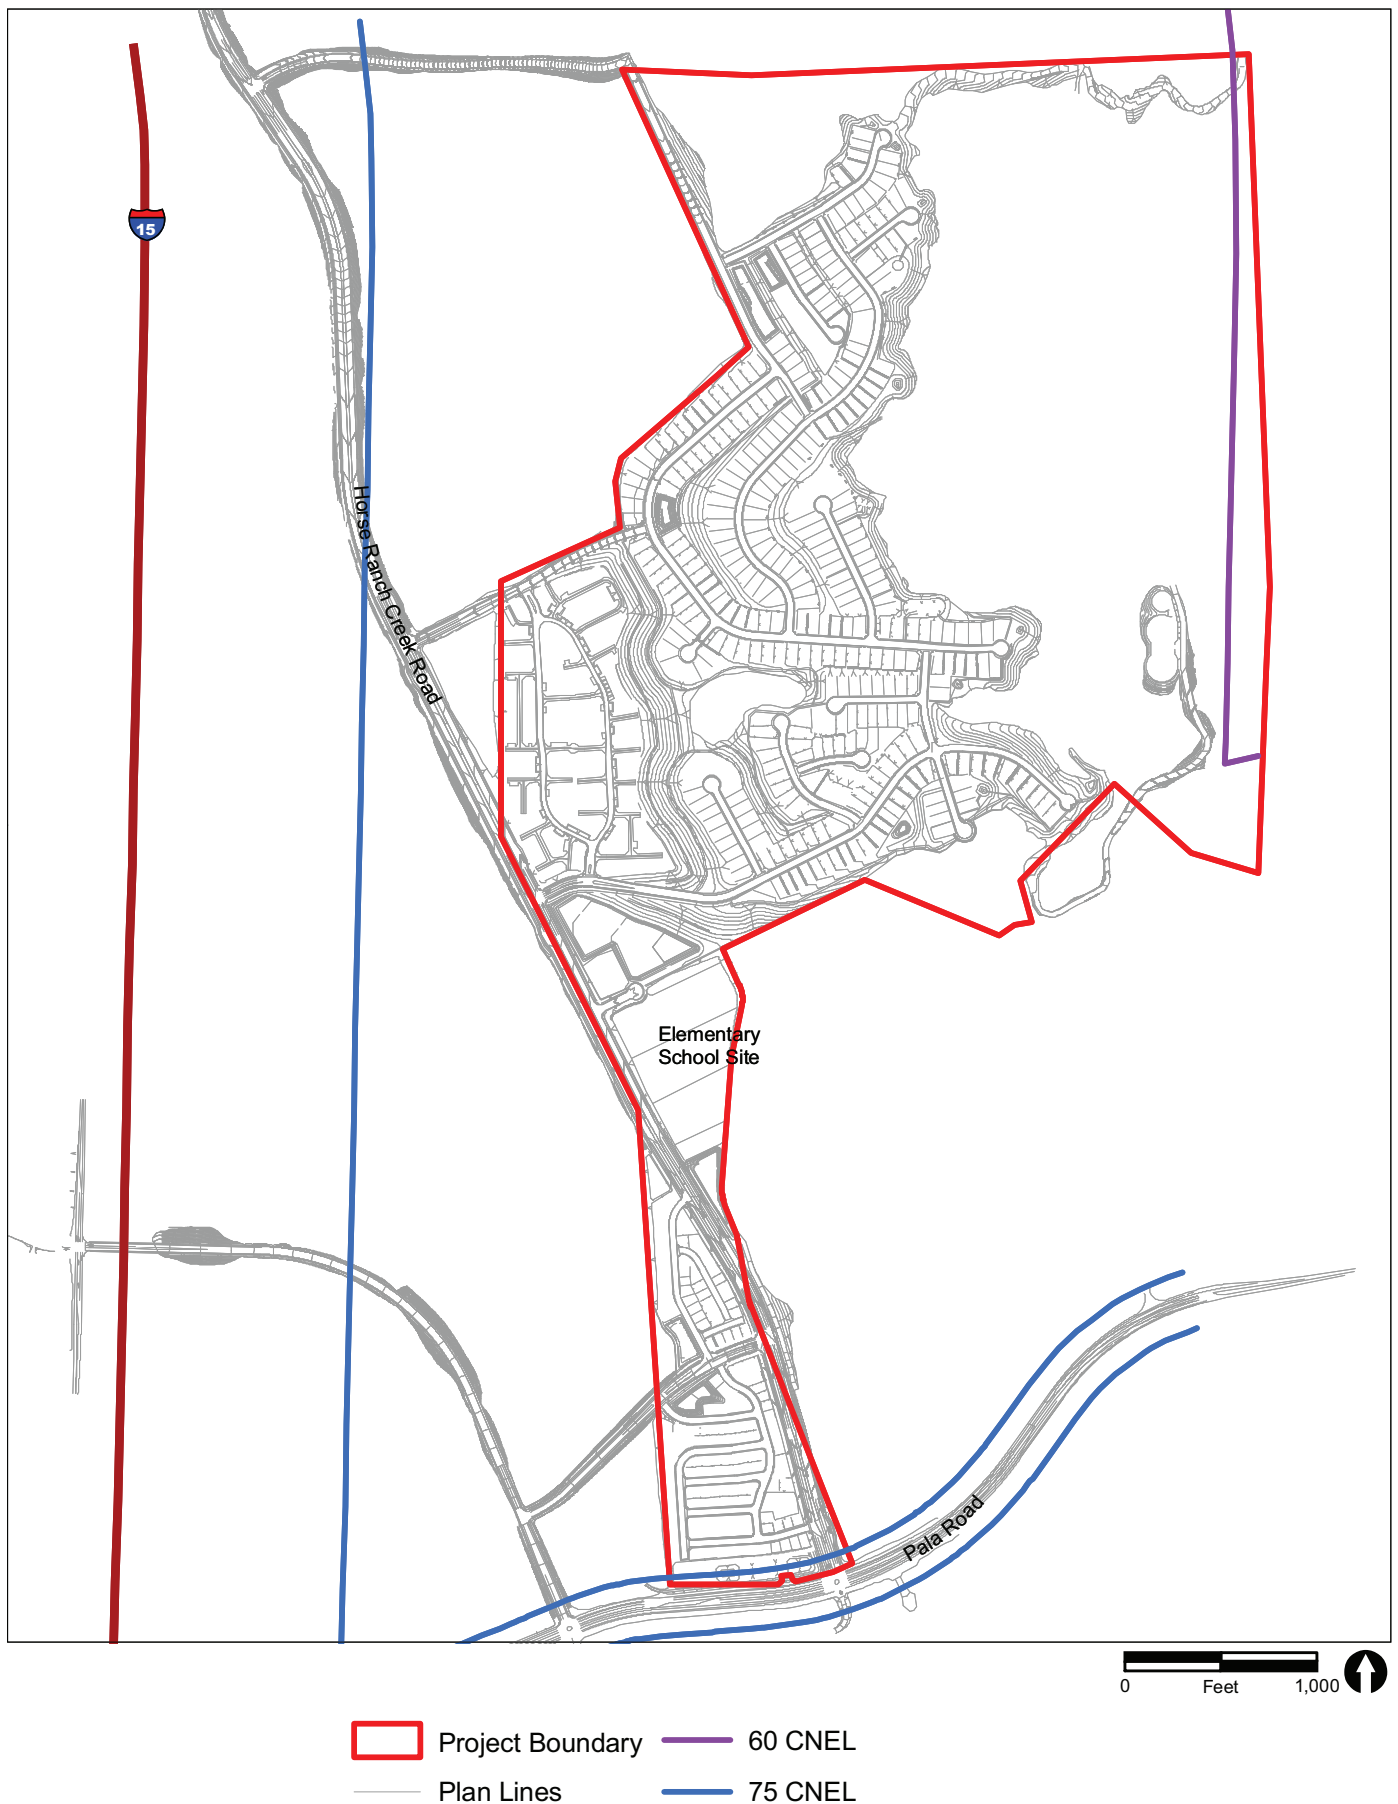 15
Horse Ranch Creek Road
Elementary
School Site
Pala Road
0 Feet 1,000
Project Boundary
60 CNEL
Plan Lines
75 CNEL